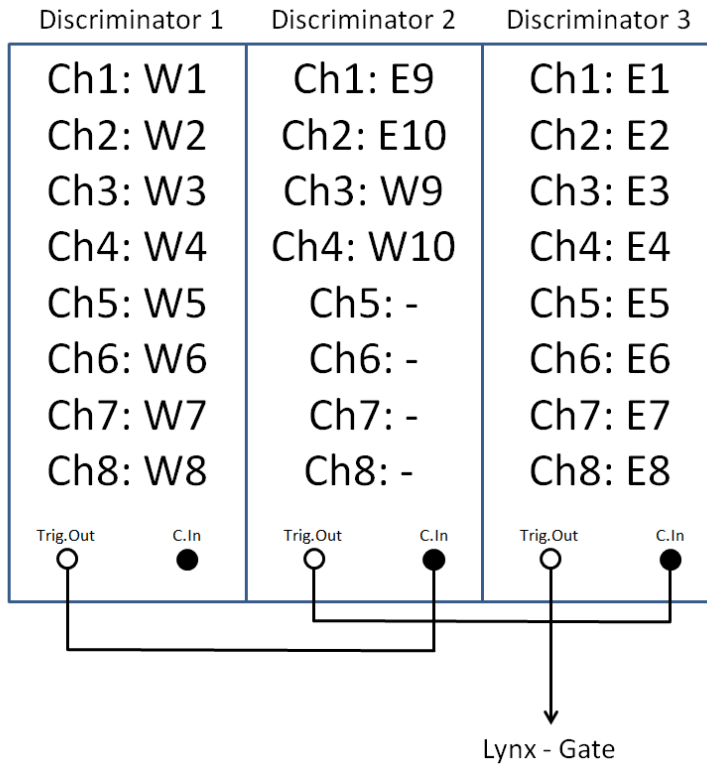 Discriminator 1
Ch1: W1
Ch2: W2
Ch3: W3
Ch4: W4
Ch5: W5
Ch6: W6
Ch7: W7
Ch8: W8
Trig.Out C.In
Discriminator 2
Ch1: E9
Ch2: E10
Ch3: W9
Ch4: W10
Ch5: -
Ch6: -
Ch7: -
Ch8: -
Trig.Out C.In
Discriminator 3
Ch1: E1
Ch2: E2
Ch3: E3
Ch4: E4
Ch5: E5
Ch6: E6
Ch7: E7
Ch8: E8
Trig.Out C.In
Lynx - Gate